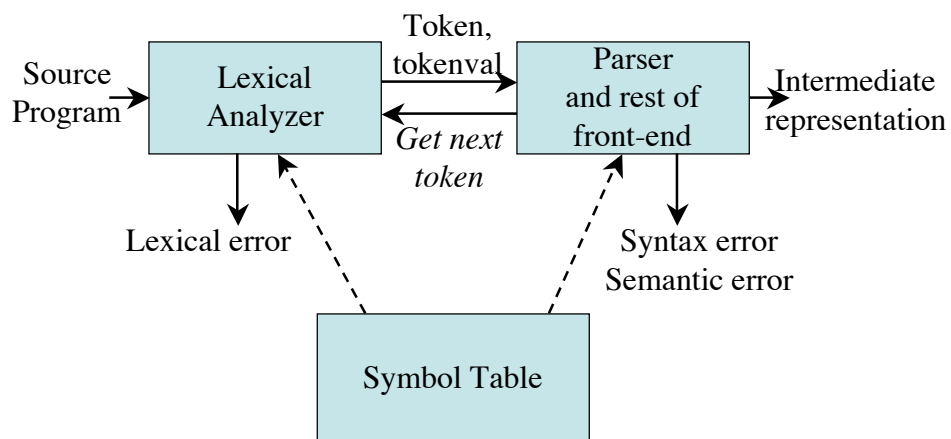 Source
Program
Lexical
Analyzer
Token,
tokenval
Get next
token
Parser
and rest of
front-end
Intermediate
representation
Lexical error
Syntax error
Semantic error
Symbol Table